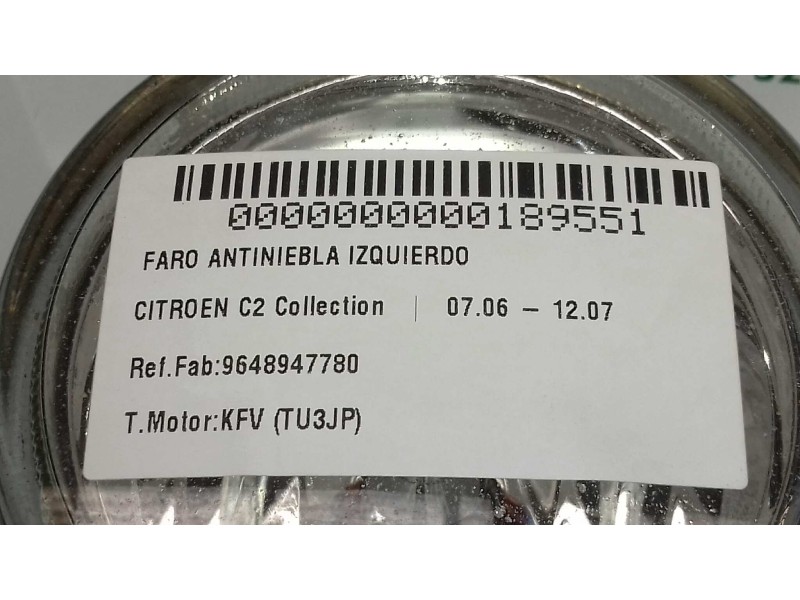 0000000000189551
FARO ANTINIEBLA IZQUIERDO
CITROEN C2 Collection | 07.06 - 12.07
Ref.Fab:9648947780
T.Motor:KFV (TU3JP)